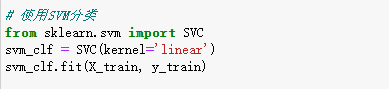 # 使用SVM分类
from sklearn.svm import SVC
svm_clf = SVC(kernel='linear')
svm_clf.fit(X_train, y_train)